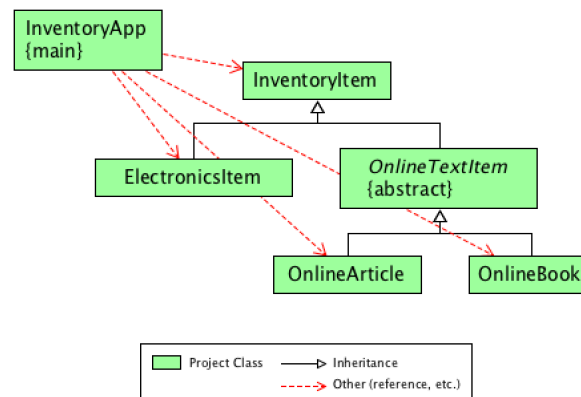 InventoryApp
{main}
InventoryItem
ElectronicsItem
OnlineTextItem
{abstract}
OnlineArticle
OnlineBook
Project Class
Inheritance
Other (reference, etc.)